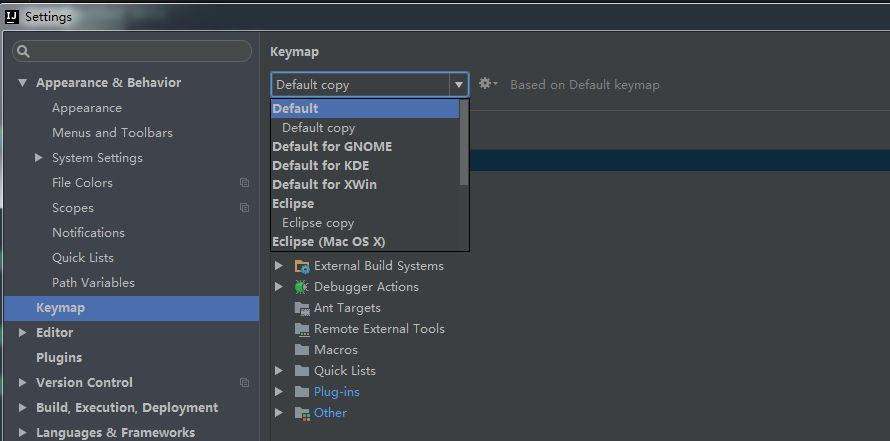 IJ Settings
Appearance & Behavior
Appearance
Menus and Toolbars
System Settings
File Colors
Scopes
Notifications
Quick Lists
Path Variables
Keymap
Editor
Plugins
Version Control
Build, Execution, Deployment
Languages & Frameworks
Keymap
Default copy
Based on Default keymap
Default
Default copy
Default for GNOME
Default for KDE
Default for XWin
Eclipse
Eclipse copy
Eclipse (Mac OS X)
External Build Systems
Debugger Actions
Ant Targets
Remote External Tools
Macros
Quick Lists
Plug-ins
Other